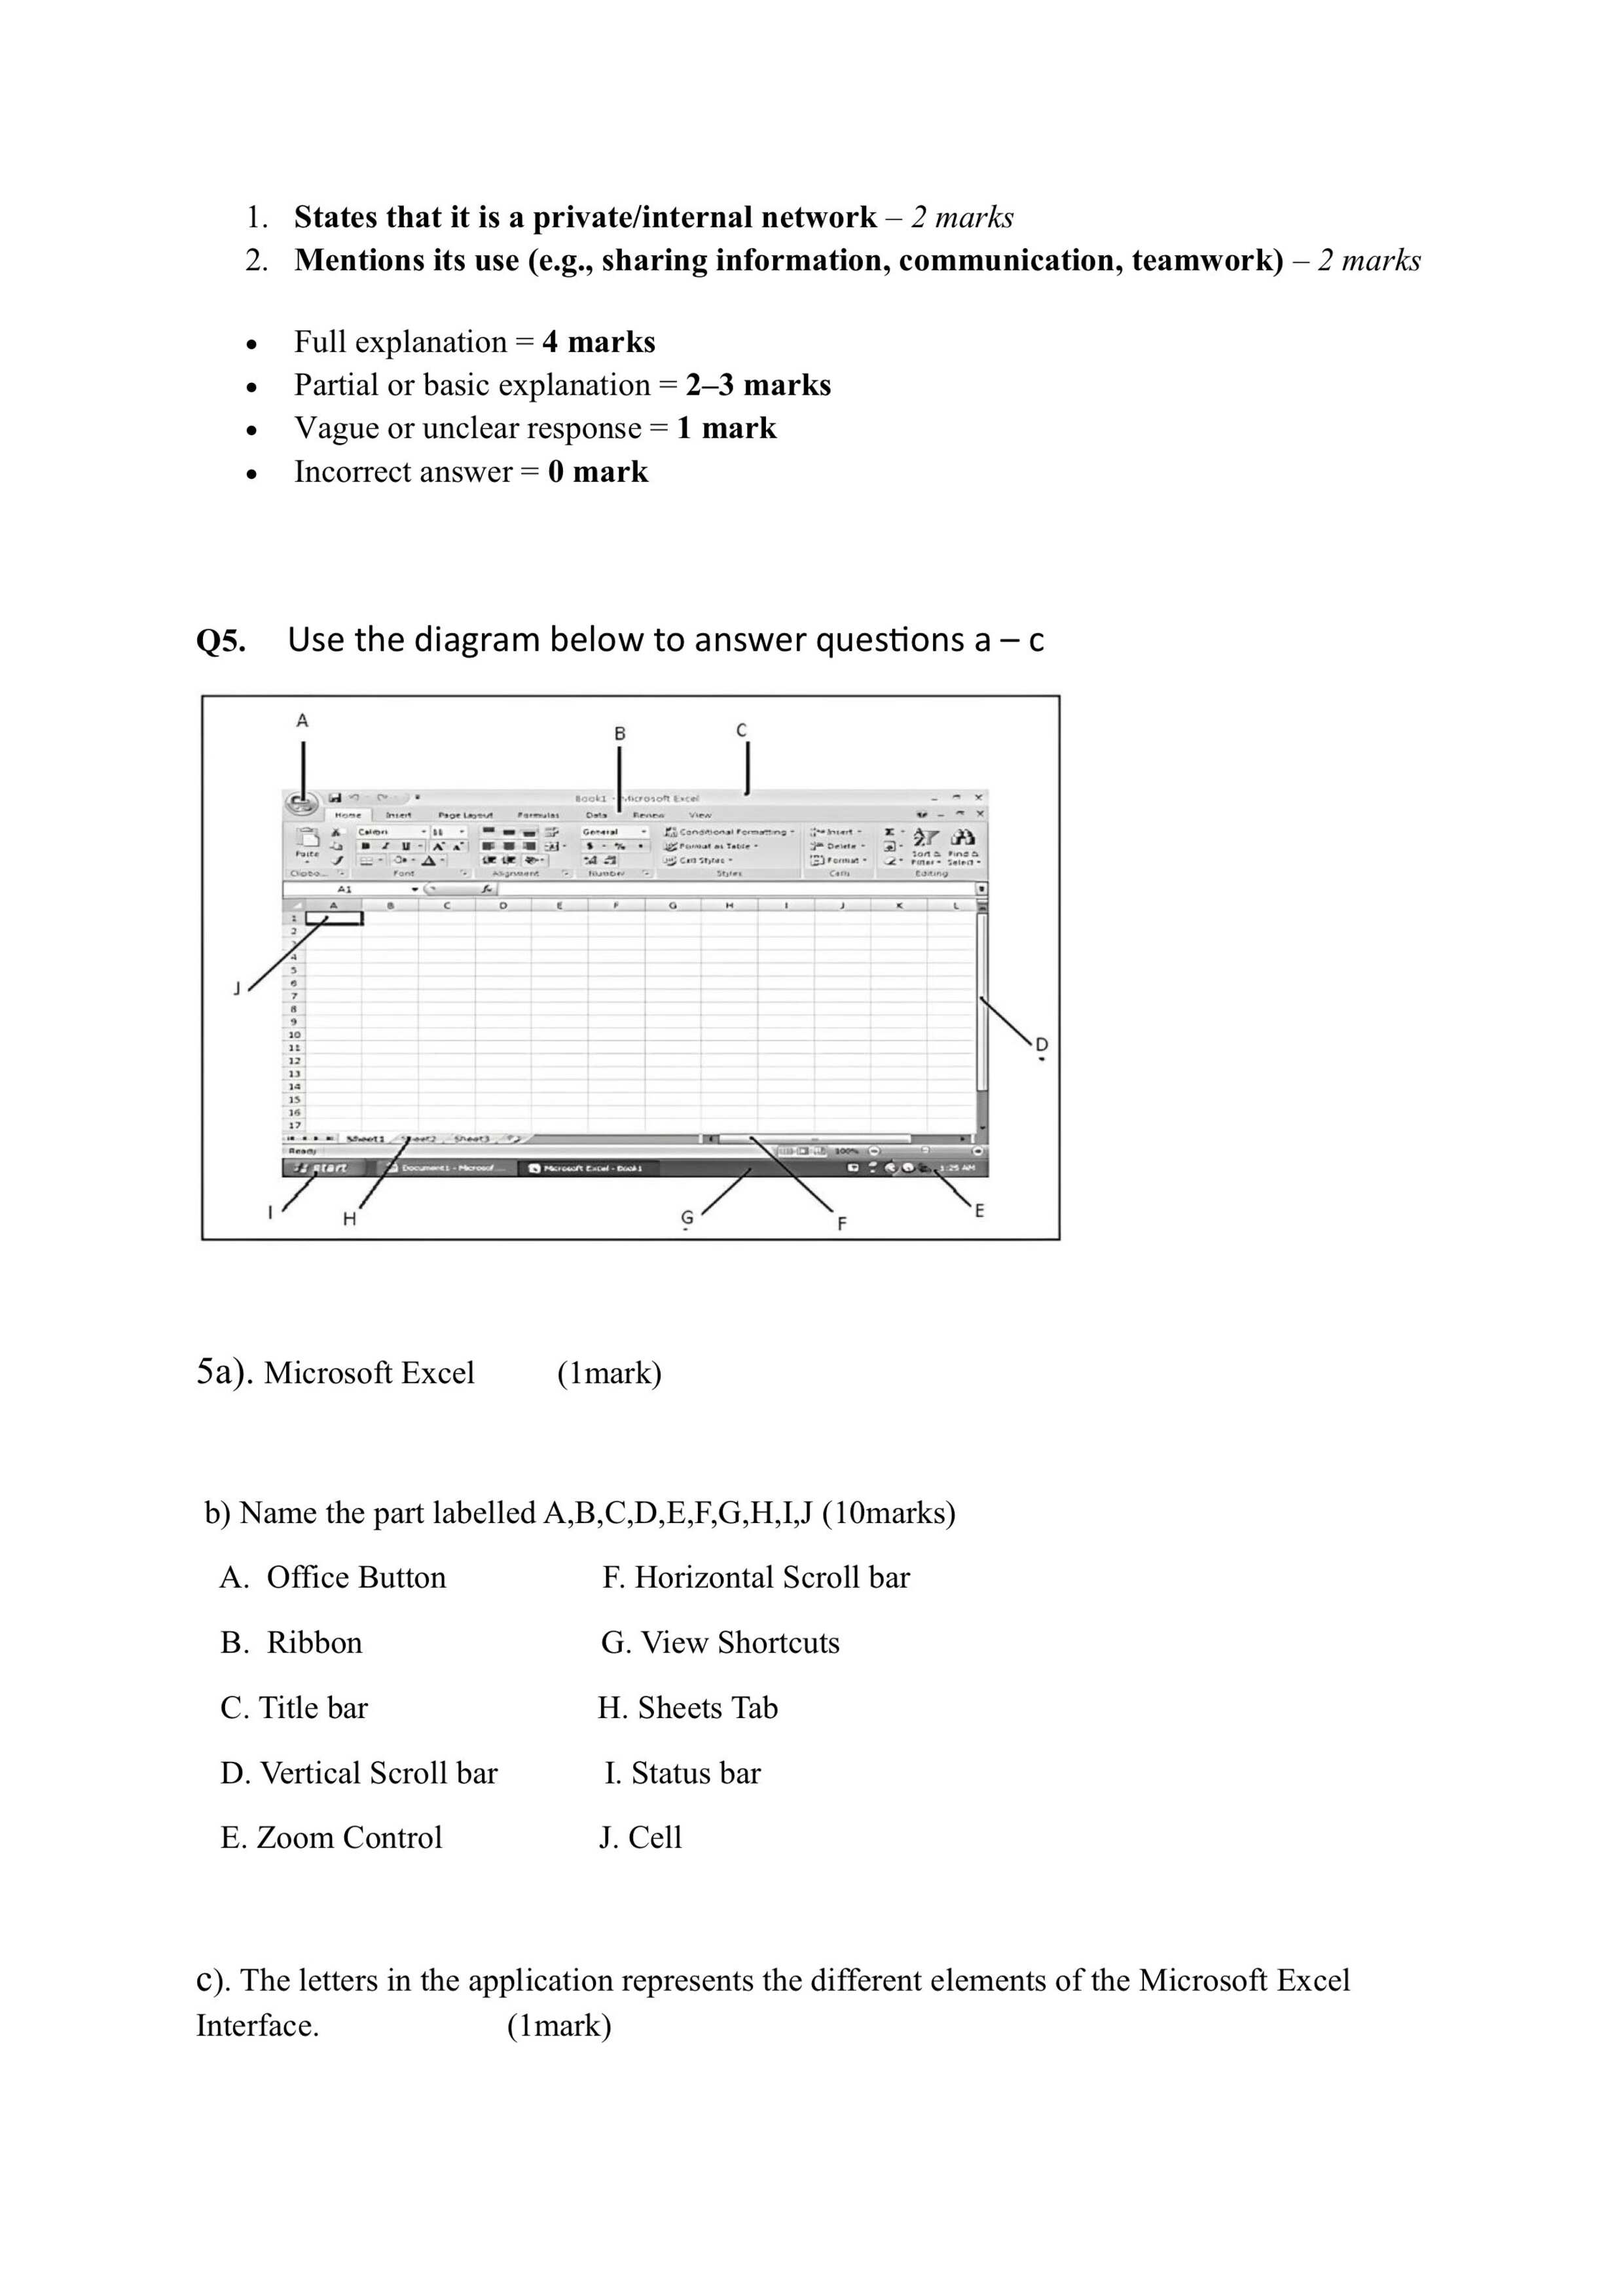 1. States that it is a private/internal network – 2 marks
2. Mentions its use (e.g., sharing information, communication, teamwork) – 2 marks
• Full explanation = 4 marks
• Partial or basic explanation = 2–3 marks
• Vague or unclear response = 1 mark
• Incorrect answer = 0 mark
Q5. Use the diagram below to answer questions a – c
A
B
C
Book1 - Microsoft Excel
Home Insert Page Layout Formulas Data Review View
Calibri 11 General Conditional Formatting Insert Σ
Paste B I U A A $ % Format as Table Delete
Cell Styles Format Sort & Filter Find & Select
Font Alignment Number Styles Cells Editing
A1 fx
A B C D E F G H I J K L
1
2
4
5
6
7
8
9
10
11
12
13
14
15
16
17
J
D
Sheet1 Sheet2 Sheet3
Ready 100%
start Document1 - Microsof... Microsoft Excel - Book1 1:25 AM
I
H
G
F
E
5a). Microsoft Excel (1mark)
b) Name the part labelled A,B,C,D,E,F,G,H,I,J (10marks)
A. Office Button F. Horizontal Scroll bar
B. Ribbon G. View Shortcuts
C. Title bar H. Sheets Tab
D. Vertical Scroll bar I. Status bar
E. Zoom Control J. Cell
c). The letters in the application represents the different elements of the Microsoft Excel
Interface. (1mark)